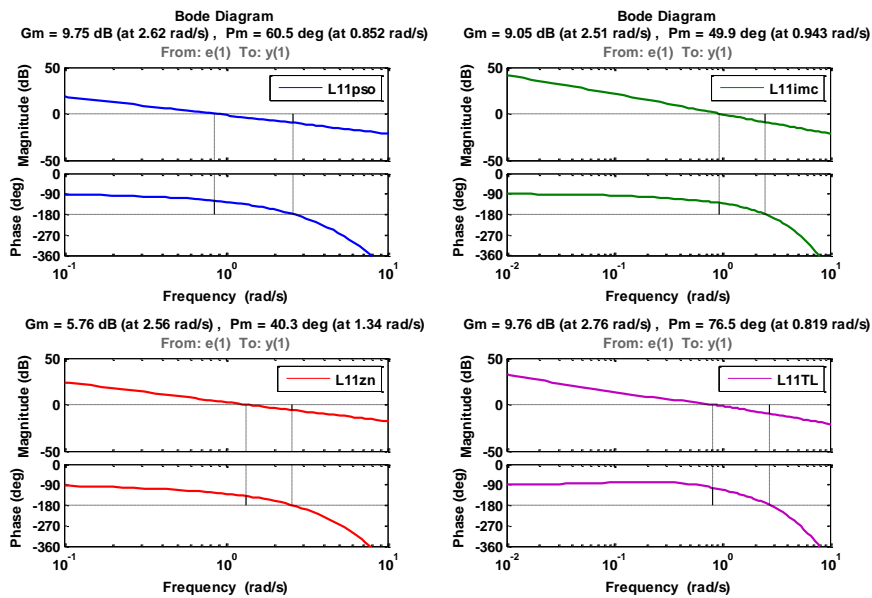 Bode Diagram
Gm = 9.75 dB (at 2.62 rad/s) , Pm = 60.5 deg (at 0.852 rad/s)
From: e(1) To: y(1)
Magnitude (dB)
50
0
-50
L11pso
Phase (deg)
0
-90
-180
-270
-360
10^-1
10^0
10^1
Frequency (rad/s)
Bode Diagram
Gm = 9.05 dB (at 2.51 rad/s) , Pm = 49.9 deg (at 0.943 rad/s)
From: e(1) To: y(1)
Magnitude (dB)
50
0
-50
L11imc
Phase (deg)
0
-90
-180
-270
-360
10^-2
10^-1
10^0
10^1
Frequency (rad/s)
Gm = 5.76 dB (at 2.56 rad/s) , Pm = 40.3 deg (at 1.34 rad/s)
From: e(1) To: y(1)
Magnitude (dB)
50
0
-50
L11zn
Phase (deg)
0
-90
-180
-270
-360
10^-1
10^0
10^1
Frequency (rad/s)
Gm = 9.76 dB (at 2.76 rad/s) , Pm = 76.5 deg (at 0.819 rad/s)
From: e(1) To: y(1)
Magnitude (dB)
50
0
-50
L11TL
Phase (deg)
0
-90
-180
-270
-360
10^-2
10^-1
10^0
10^1
Frequency (rad/s)